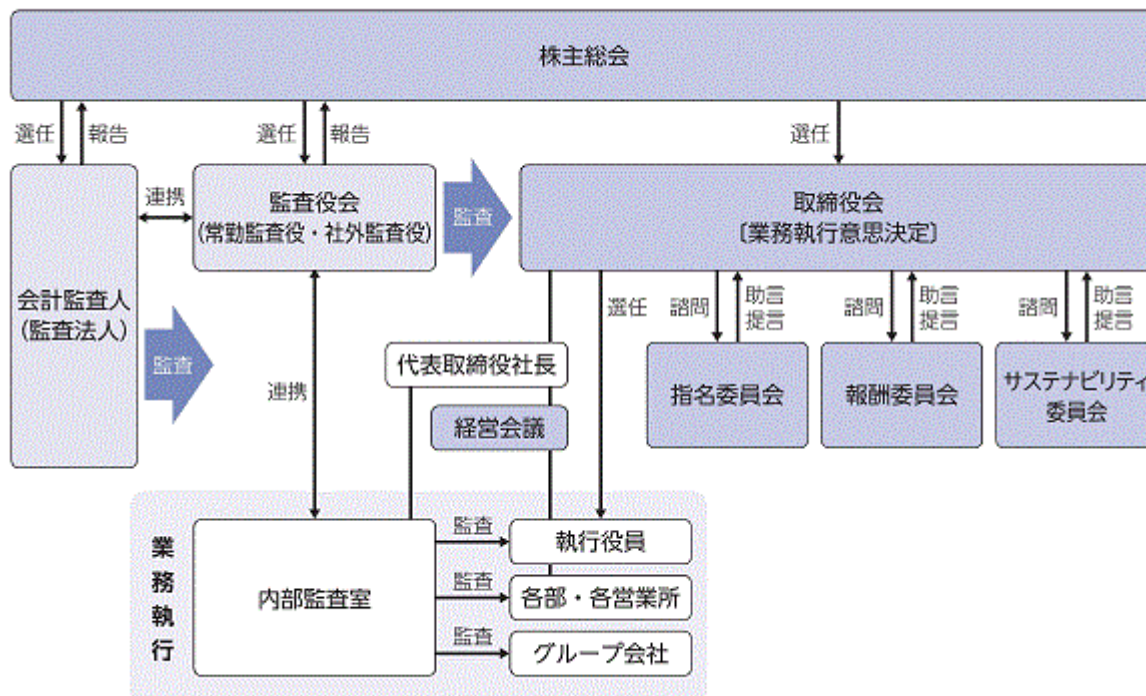 株主総会
選任
報告
選任
報告
選任
連携
監査役会
(常勤監査役・社外監査役)
監査
取締役会
〔業務執行意思決定〕
会計監査人
(監査法人)
監査
連携
選任
諮問
助言
提言
諮問
助言
提言
諮問
助言
提言
代表取締役社長
経営会議
指名委員会
報酬委員会
サステナビリティ
委員会
業務執行
内部監査室
監査
執行役員
監査
各部・各営業所
監査
グループ会社